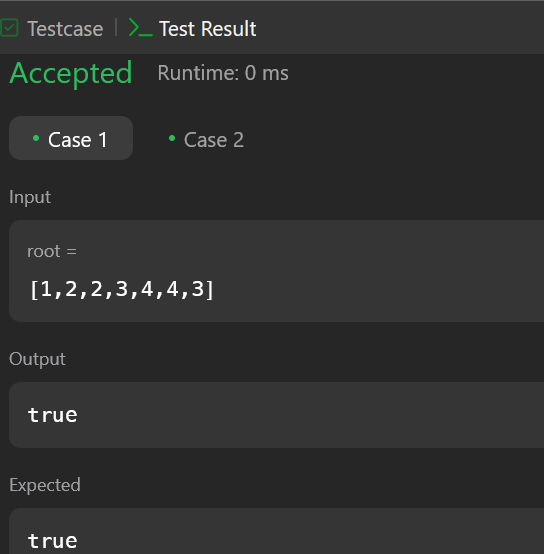 Testcase | Test Result
Accepted Runtime: 0 ms
Case 1 Case 2
Input
root =
[1,2,2,3,4,4,3]
Output
true
Expected
true